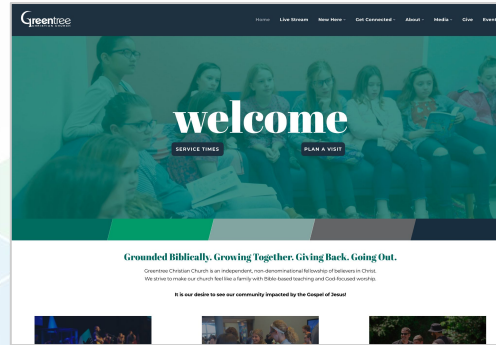 Greentree
CHRISTIAN CHURCH
Home Live Stream New Here Get Connected About Media Give Event
welcome
SERVICE TIMES PLAN A VISIT
Grounded Biblically. Growing Together. Giving Back. Going Out.
Greentree Christian Church is an independent, non-denominational fellowship of believers in Christ.
We strive to make our church feel like a family with Bible-based teaching and God-focused worship.
It is our desire to see our community impacted by the Gospel of Jesus!